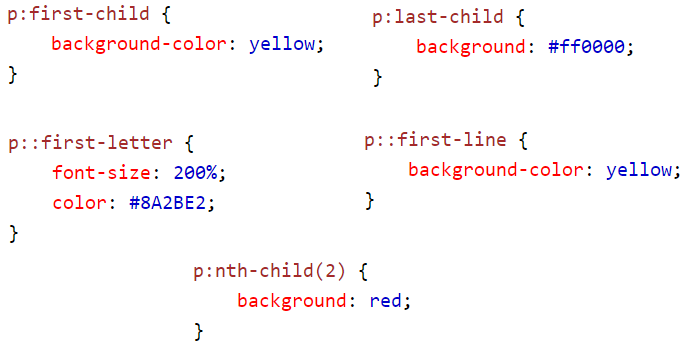 p:first-child {
background-color: yellow;
}
p:last-child {
background: #ff0000;
}
p::first-letter {
font-size: 200%;
color: #8A2BE2;
}
p::first-line {
background-color: yellow;
}
p:nth-child(2) {
background: red;
}